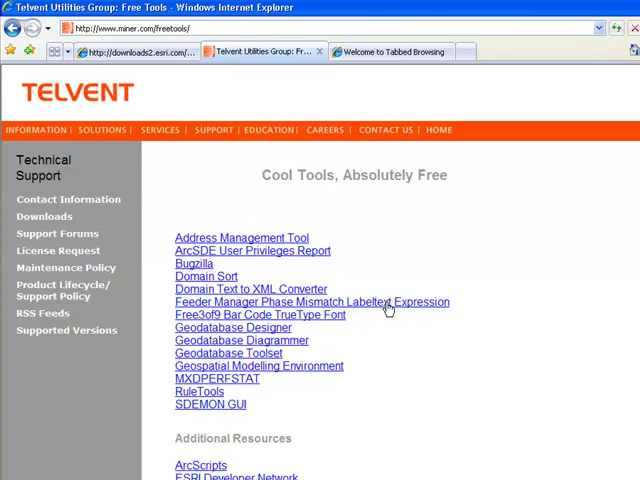 Telvent Utilities Group: Free Tools - Windows Internet Explorer
http://www.miner.com/freetools/
http://downloads2.esri.com/...
Telvent Utilities Group: Fr...
Welcome to Tabbed Browsing
TELVENT
INFORMATION | SOLUTIONS | SERVICES | SUPPORT | EDUCATION | CAREERS | CONTACT US | HOME
Technical
Support
Contact Information
Downloads
Support Forums
License Request
Maintenance Policy
Product Lifecycle/
Support Policy
RSS Feeds
Supported Versions
Cool Tools, Absolutely Free
Address Management Tool
ArcSDE User Privileges Report
Bugzilla
Domain Sort
Domain Text to XML Converter
Feeder Manager Phase Mismatch Labeltext Expression
Free3of9 Bar Code TrueType Font
Geodatabase Designer
Geodatabase Diagrammer
Geodatabase Toolset
Geospatial Modelling Environment
MXDPERFSTAT
RuleTools
SDEMON GUI
Additional Resources
ArcScripts
ESRI Developer Network